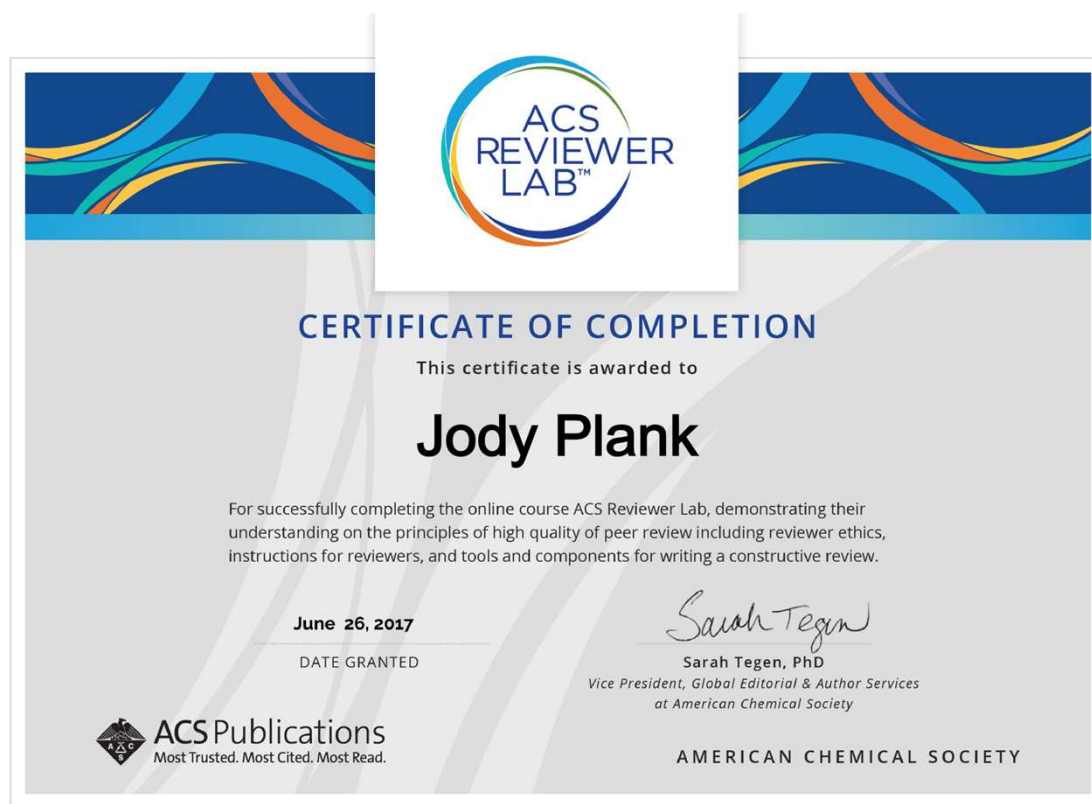 ACS
REVIEWER
LAB™
CERTIFICATE OF COMPLETION
This certificate is awarded to
Jody Plank
For successfully completing the online course ACS Reviewer Lab, demonstrating their
understanding on the principles of high quality of peer review including reviewer ethics,
instructions for reviewers, and tools and components for writing a constructive review.
June 26, 2017
DATE GRANTED
Sarah Tegen
Sarah Tegen, PhD
Vice President, Global Editorial & Author Services
at American Chemical Society
A C S
ACS Publications
Most Trusted. Most Cited. Most Read.
AMERICAN CHEMICAL SOCIETY